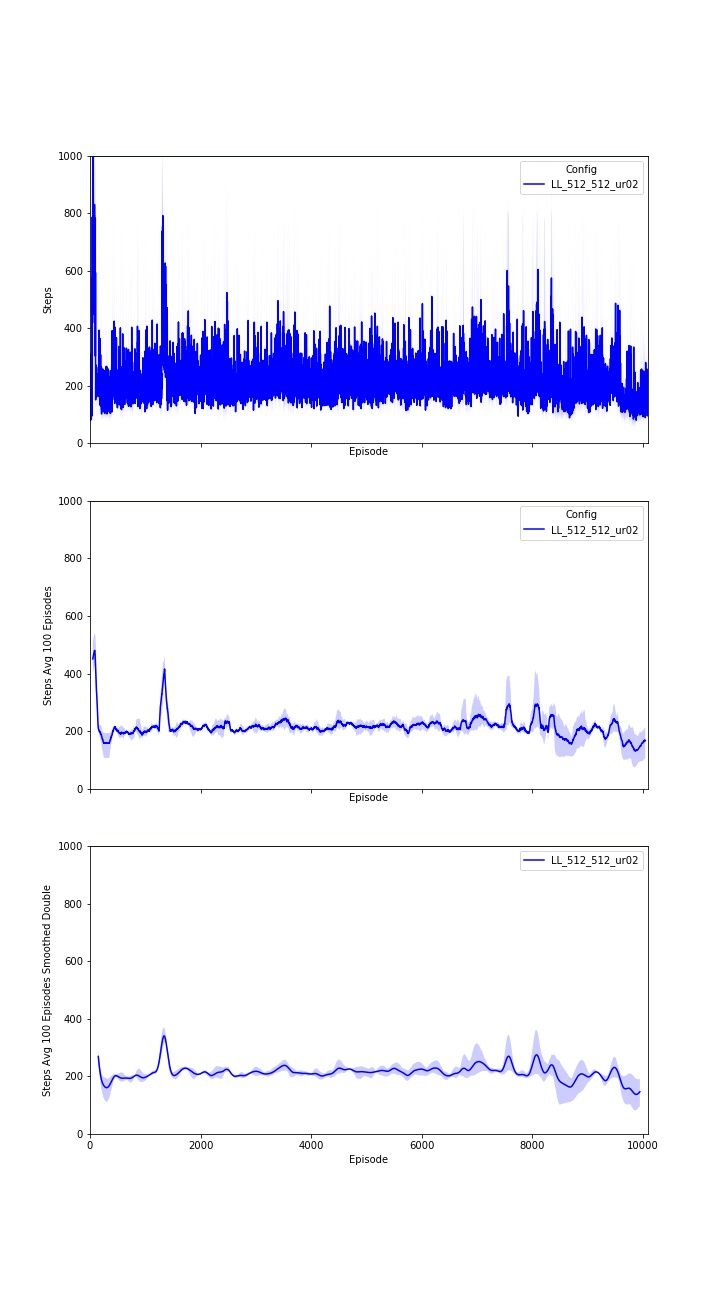 1000
800
600
400
200
0
Steps
Config
LL_512_512_ur02
Episode
1000
800
600
400
200
0
Steps Avg 100 Episodes
Config
LL_512_512_ur02
Episode
1000
800
600
400
200
0
Steps Avg 100 Episodes Smoothed Double
LL_512_512_ur02
0 2000 4000 6000 8000 10000
Episode